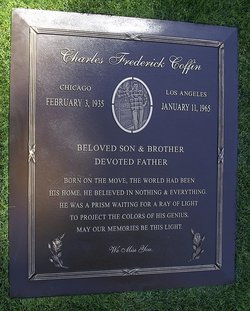 Charles Frederick Coffin
CHICAGO
FEBRUARY 3, 1935
LOS ANGELES
JANUARY 11, 1965
BELOVED SON & BROTHER
DEVOTED FATHER
BORN ON THE MOVE, THE WORLD HAD BEEN
HIS HOME. HE BELIEVED IN NOTHING & EVERYTHING.
HE WAS A PRISM WAITING FOR A RAY OF LIGHT
TO PROJECT THE COLORS OF HIS GENIUS.
MAY OUR MEMORIES BE THIS LIGHT.
We Miss You.